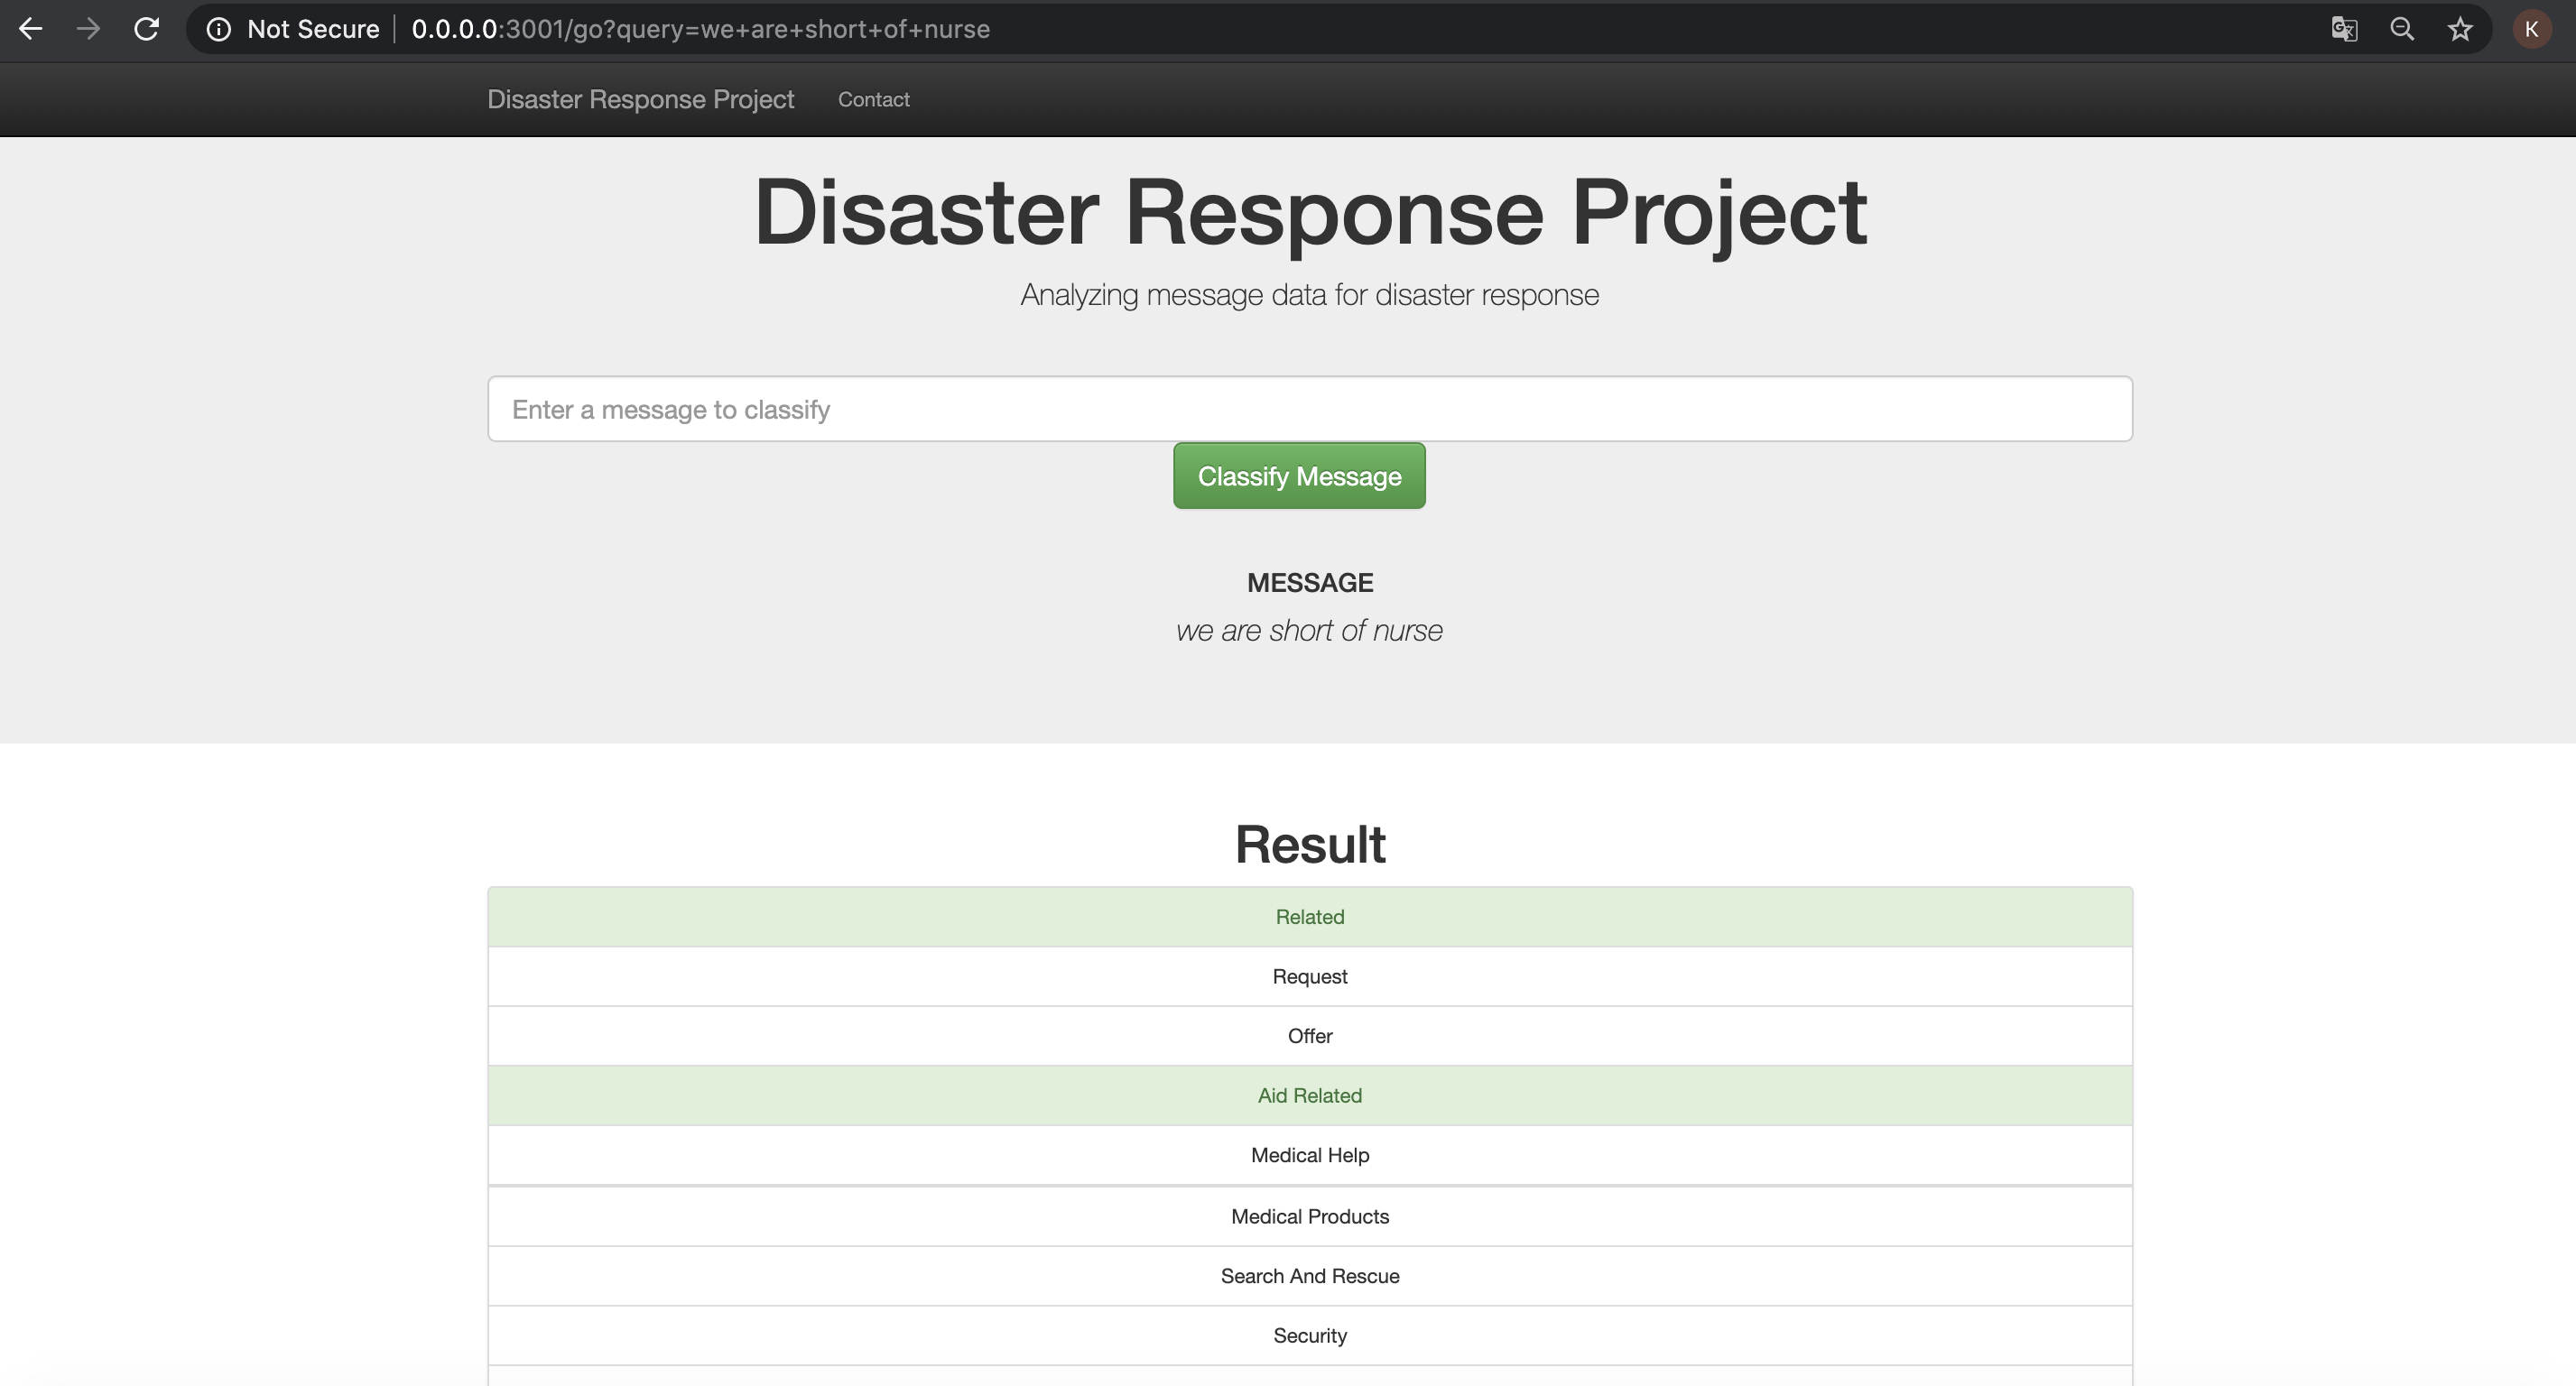 Not Secure | 0.0.0.0:3001/go?query=we+are+short+of+nurse
K
Disaster Response Project Contact
Disaster Response Project
Analyzing message data for disaster response
Enter a message to classify
Classify Message
MESSAGE
we are short of nurse
Result
Related
Request
Offer
Aid Related
Medical Help
Medical Products
Search And Rescue
Security